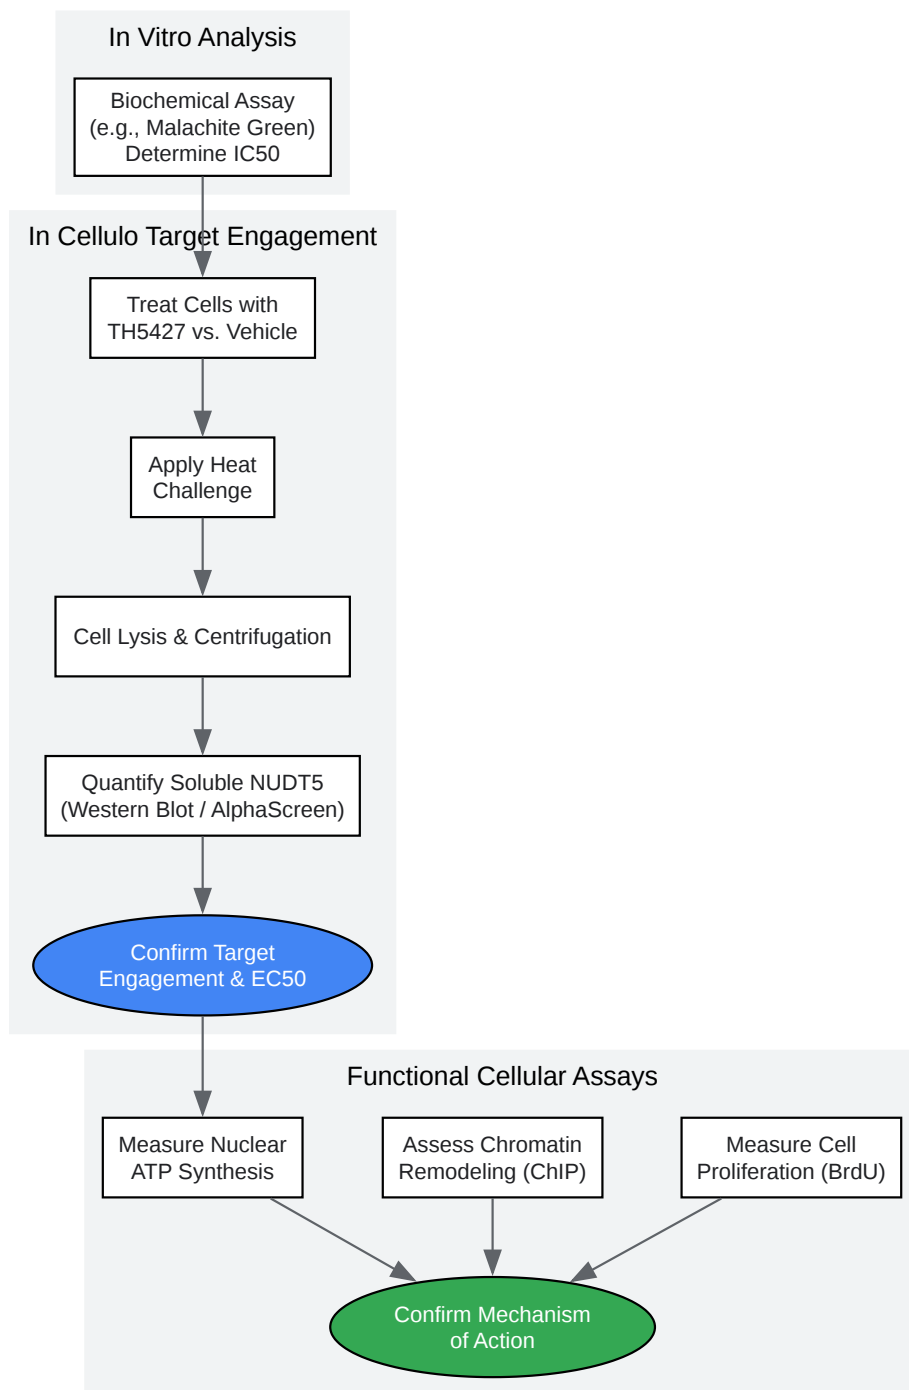 In Vitro Analysis
Biochemical Assay
(e.g., Malachite Green)
Determine IC50
In Cellulo Target Engagement
Treat Cells with
TH5427 vs. Vehicle
Apply Heat
Challenge
Cell Lysis & Centrifugation
Quantify Soluble NUDT5
(Western Blot / AlphaScreen)
Confirm Target
Engagement & EC50
Functional Cellular Assays
Measure Nuclear
ATP Synthesis
Assess Chromatin
Remodeling (ChIP)
Measure Cell
Proliferation (BrdU)
Confirm Mechanism
of Action